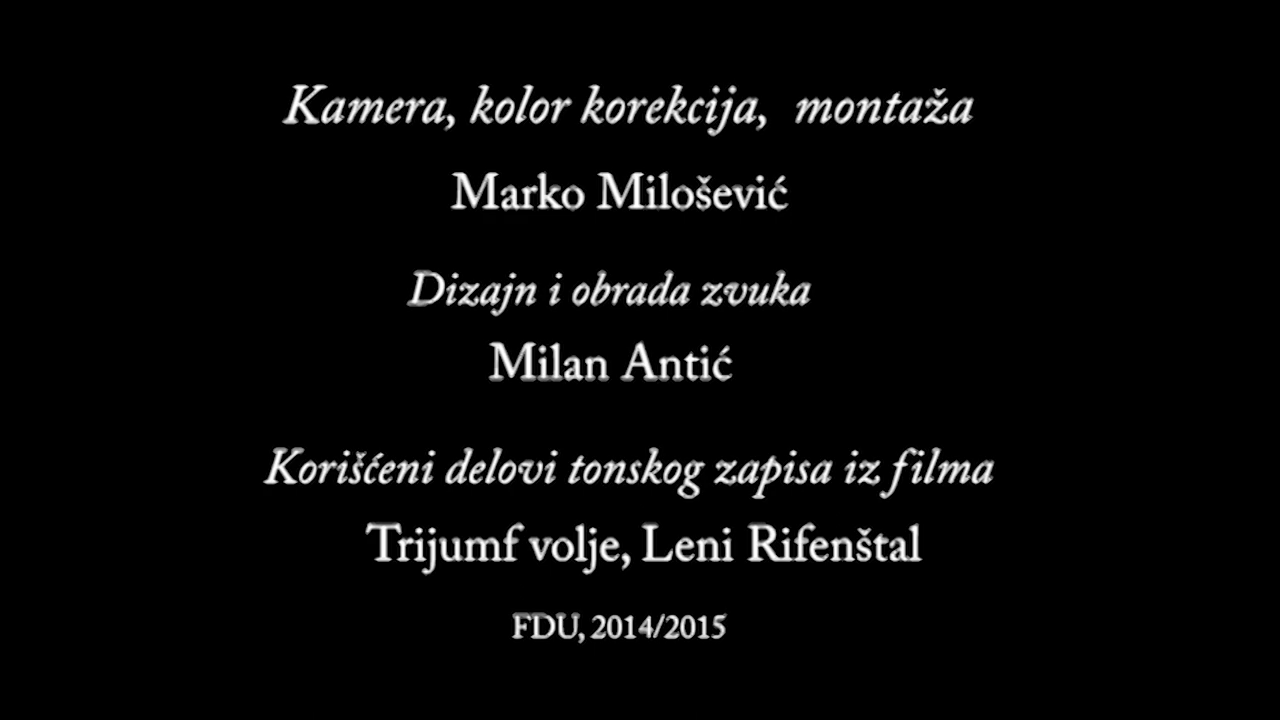 Kamera, kolor korekcija, montaža
Marko Milošević
Dizajn i obrada zvuka
Milan Antić
Korišćeni delovi tonskog zapisa iz filma
Trijumf volje, Leni Rifenštal
FDU, 2014/2015